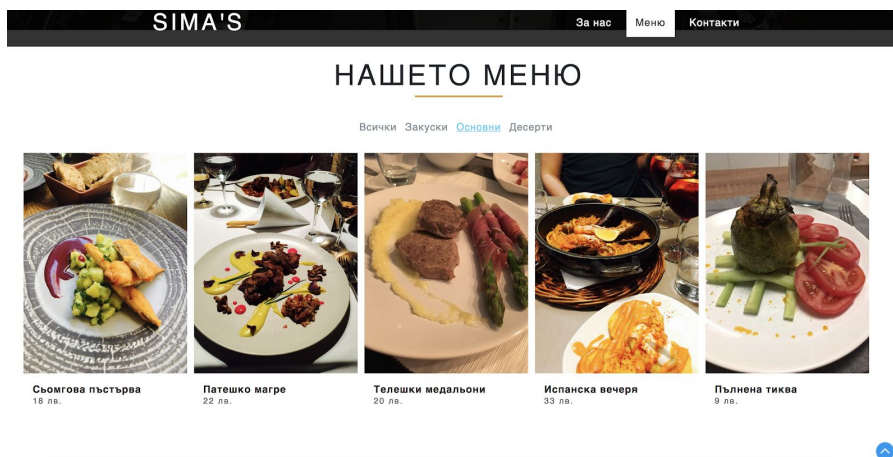 SIMA'S
За нас Меню Контакти
НАШЕТО МЕНЮ
Всички Закуски Основни Десерти
Сьомгова пъстърва
18 лв.
Патешко магре
22 лв.
Телешки медальони
20 лв.
Испанска вечеря
33 лв.
Пълнена тиква
9 лв.